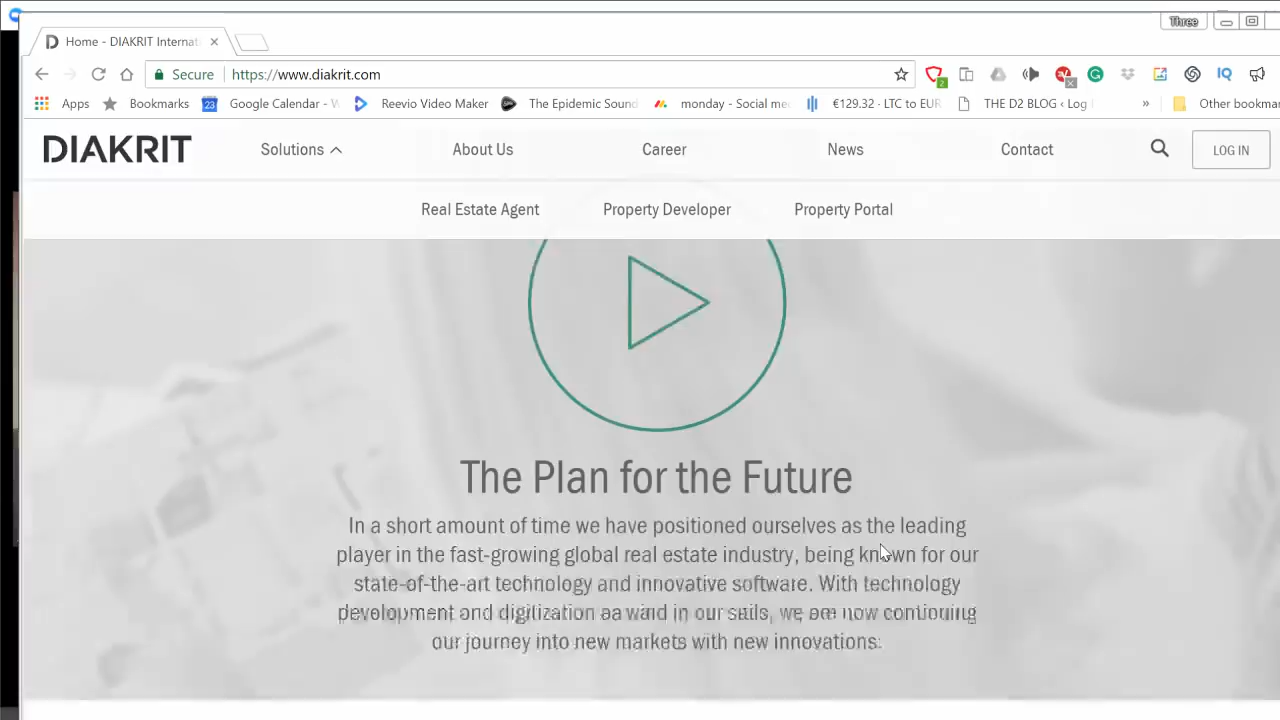 Three
Home - DIAKRIT Internat
Secure https://www.diakrit.com
Apps Bookmarks 23 Google Calendar - Reevio Video Maker The Epidemic Sound monday - Social me €129.32 · LTC to EUR THE D2 BLOG ‹ Log I » Other bookmar
DIAKRIT Solutions About Us Career News Contact LOG IN
Real Estate Agent Property Developer Property Portal
The Plan for the Future
In a short amount of time we have positioned ourselves as the leading
player in the fast-growing global real estate industry, being known for our
state-of-the-art technology and innovative software. With technology
development and digilization as wind in our sails, we are now continuing
our journey into new markets with new innovations.